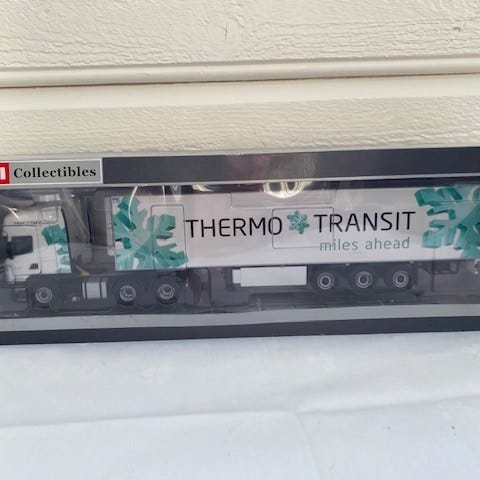 Collectibles
THERMO TRANSIT
miles ahead